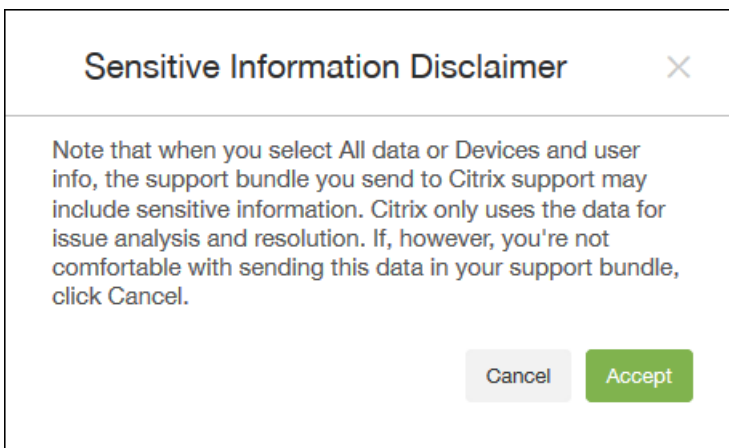 Sensitive Information Disclaimer
Note that when you select All data or Devices and user
info, the support bundle you send to Citrix support may
include sensitive information. Citrix only uses the data for
issue analysis and resolution. If, however, you're not
comfortable with sending this data in your support bundle,
click Cancel.
Cancel Accept